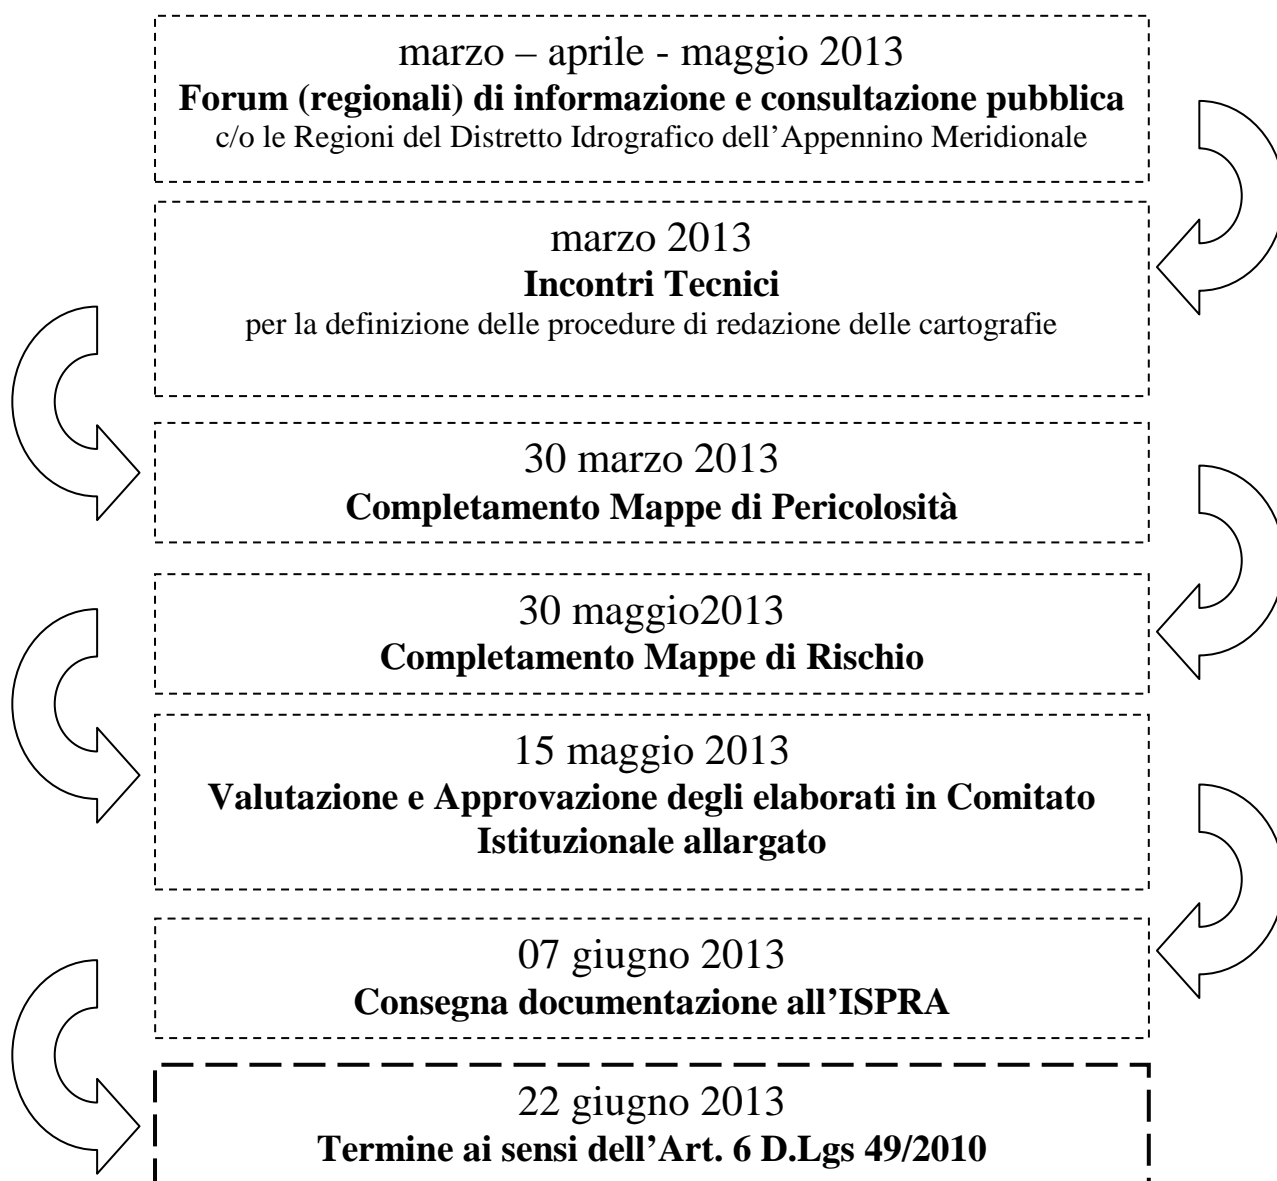 marzo – aprile - maggio 2013
Forum (regionali) di informazione e consultazione pubblica
c/o le Regioni del Distretto Idrografico dell’Appennino Meridionale
marzo 2013
Incontri Tecnici
per la definizione delle procedure di redazione delle cartografie
30 marzo 2013
Completamento Mappe di Pericolosità
30 maggio2013
Completamento Mappe di Rischio
15 maggio 2013
Valutazione e Approvazione degli elaborati in Comitato
Istituzionale allargato
07 giugno 2013
Consegna documentazione all’ISPRA
22 giugno 2013
Termine ai sensi dell’Art. 6 D.Lgs 49/2010